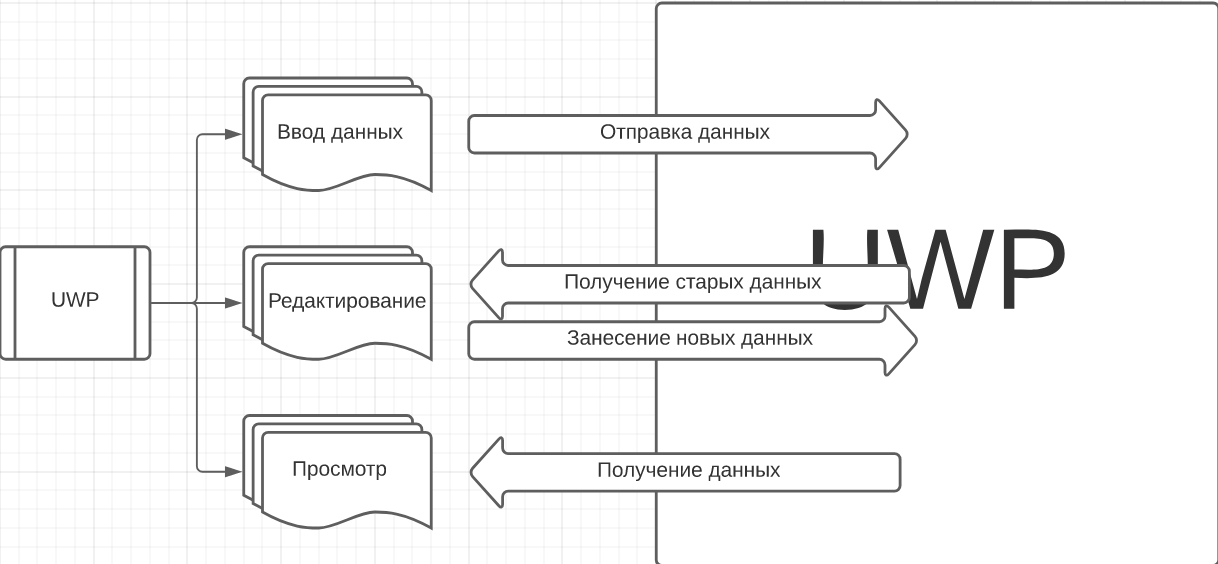 Ввод данных
Отправка данных
UWP
UWP
Редактирование
Получение старых данных
Занесение новых данных
Просмотр
Получение данных